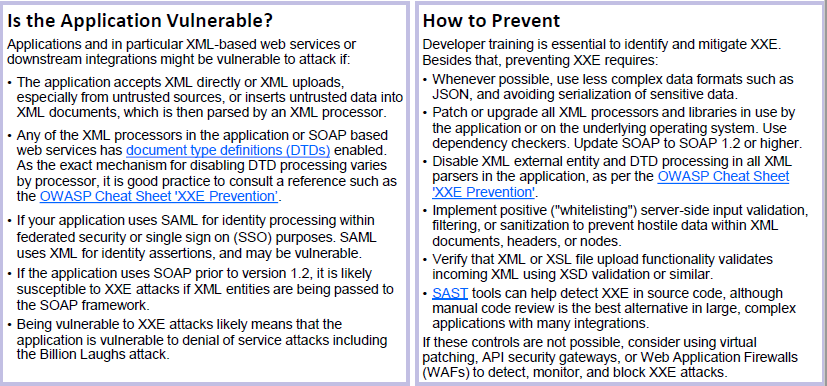 Is the Application Vulnerable?
Applications and in particular XML-based web services or
downstream integrations might be vulnerable to attack if:
• The application accepts XML directly or XML uploads,
especially from untrusted sources, or inserts untrusted data into
XML documents, which is then parsed by an XML processor.
• Any of the XML processors in the application or SOAP based
web services has document type definitions (DTDs) enabled.
As the exact mechanism for disabling DTD processing varies
by processor, it is good practice to consult a reference such as
the OWASP Cheat Sheet 'XXE Prevention'.
• If your application uses SAML for identity processing within
federated security or single sign on (SSO) purposes. SAML
uses XML for identity assertions, and may be vulnerable.
• If the application uses SOAP prior to version 1.2, it is likely
susceptible to XXE attacks if XML entities are being passed to
the SOAP framework.
• Being vulnerable to XXE attacks likely means that the
application is vulnerable to denial of service attacks including
the Billion Laughs attack.
How to Prevent
Developer training is essential to identify and mitigate XXE.
Besides that, preventing XXE requires:
• Whenever possible, use less complex data formats such as
JSON, and avoiding serialization of sensitive data.
• Patch or upgrade all XML processors and libraries in use by
the application or on the underlying operating system. Use
dependency checkers. Update SOAP to SOAP 1.2 or higher.
• Disable XML external entity and DTD processing in all XML
parsers in the application, as per the OWASP Cheat Sheet
'XXE Prevention'.
• Implement positive ("whitelisting") server-side input validation,
filtering, or sanitization to prevent hostile data within XML
documents, headers, or nodes.
• Verify that XML or XSL file upload functionality validates
incoming XML using XSD validation or similar.
• SAST tools can help detect XXE in source code, although
manual code review is the best alternative in large, complex
applications with many integrations.
If these controls are not possible, consider using virtual
patching, API security gateways, or Web Application Firewalls
(WAFs) to detect, monitor, and block XXE attacks.